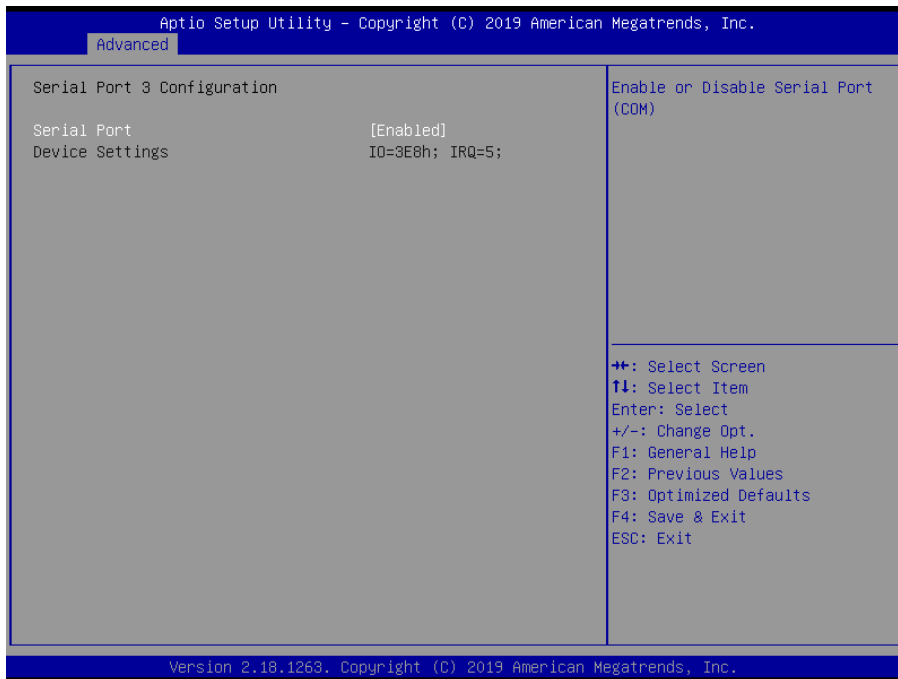 Aptio Setup Utility – Copyright (C) 2019 American Megatrends, Inc.
Advanced
Serial Port 3 Configuration
Serial Port [Enabled]
Device Settings IO=3E8h; IRQ=5;
Enable or Disable Serial Port
(COM)
→←: Select Screen
↑↓: Select Item
Enter: Select
+/-: Change Opt.
F1: General Help
F2: Previous Values
F3: Optimized Defaults
F4: Save & Exit
ESC: Exit
Version 2.18.1263. Copyright (C) 2019 American Megatrends, Inc.